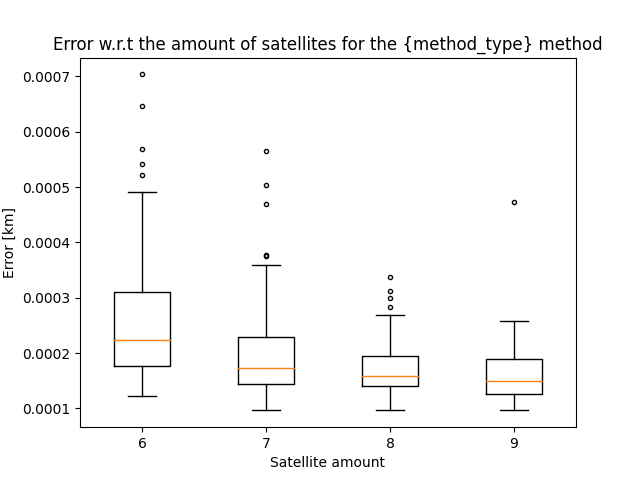 Error w.r.t the amount of satellites for the {method_type} method
0.0007
0.0006
0.0005
0.0004
0.0003
0.0002
0.0001
Error [km]
6 7 8 9
Satellite amount